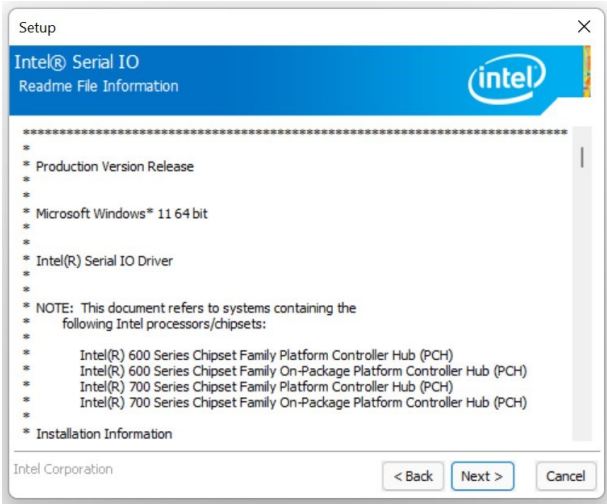 Setup
Intel® Serial IO
Readme File Information
intel
*******************************************************************************
*
* Production Version Release
*
*
* Microsoft Windows* 11 64 bit
*
*
* Intel(R) Serial IO Driver
*
*
* NOTE: This document refers to systems containing the
* following Intel processors/chipsets:
*
* Intel(R) 600 Series Chipset Family Platform Controller Hub (PCH)
* Intel(R) 600 Series Chipset Family On-Package Platform Controller Hub (PCH)
* Intel(R) 700 Series Chipset Family Platform Controller Hub (PCH)
* Intel(R) 700 Series Chipset Family On-Package Platform Controller Hub (PCH)
*
* Installation Information
Intel Corporation
< Back Next > Cancel